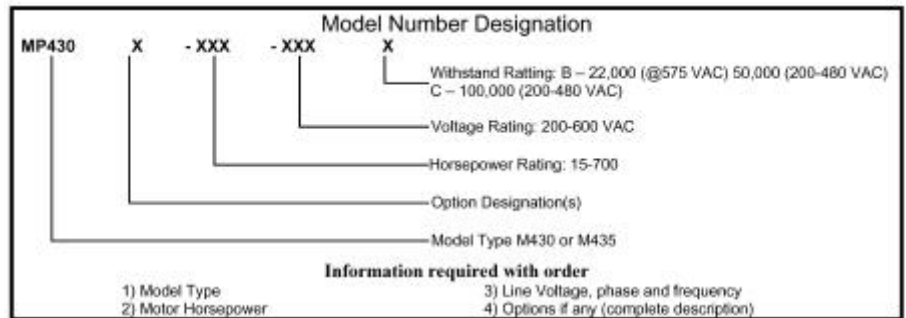 Model Number Designation
MP430 X - XXX - XXX X
Withstand Ratting: B – 22,000 (@575 VAC) 50,000 (200-480 VAC)
C – 100,000 (200-480 VAC)
Voltage Rating: 200-600 VAC
Horsepower Rating: 15-700
Option Designation(s)
Model Type M430 or M435
Information required with order
1) Model Type
2) Motor Horsepower
3) Line Voltage, phase and frequency
4) Options if any (complete description)